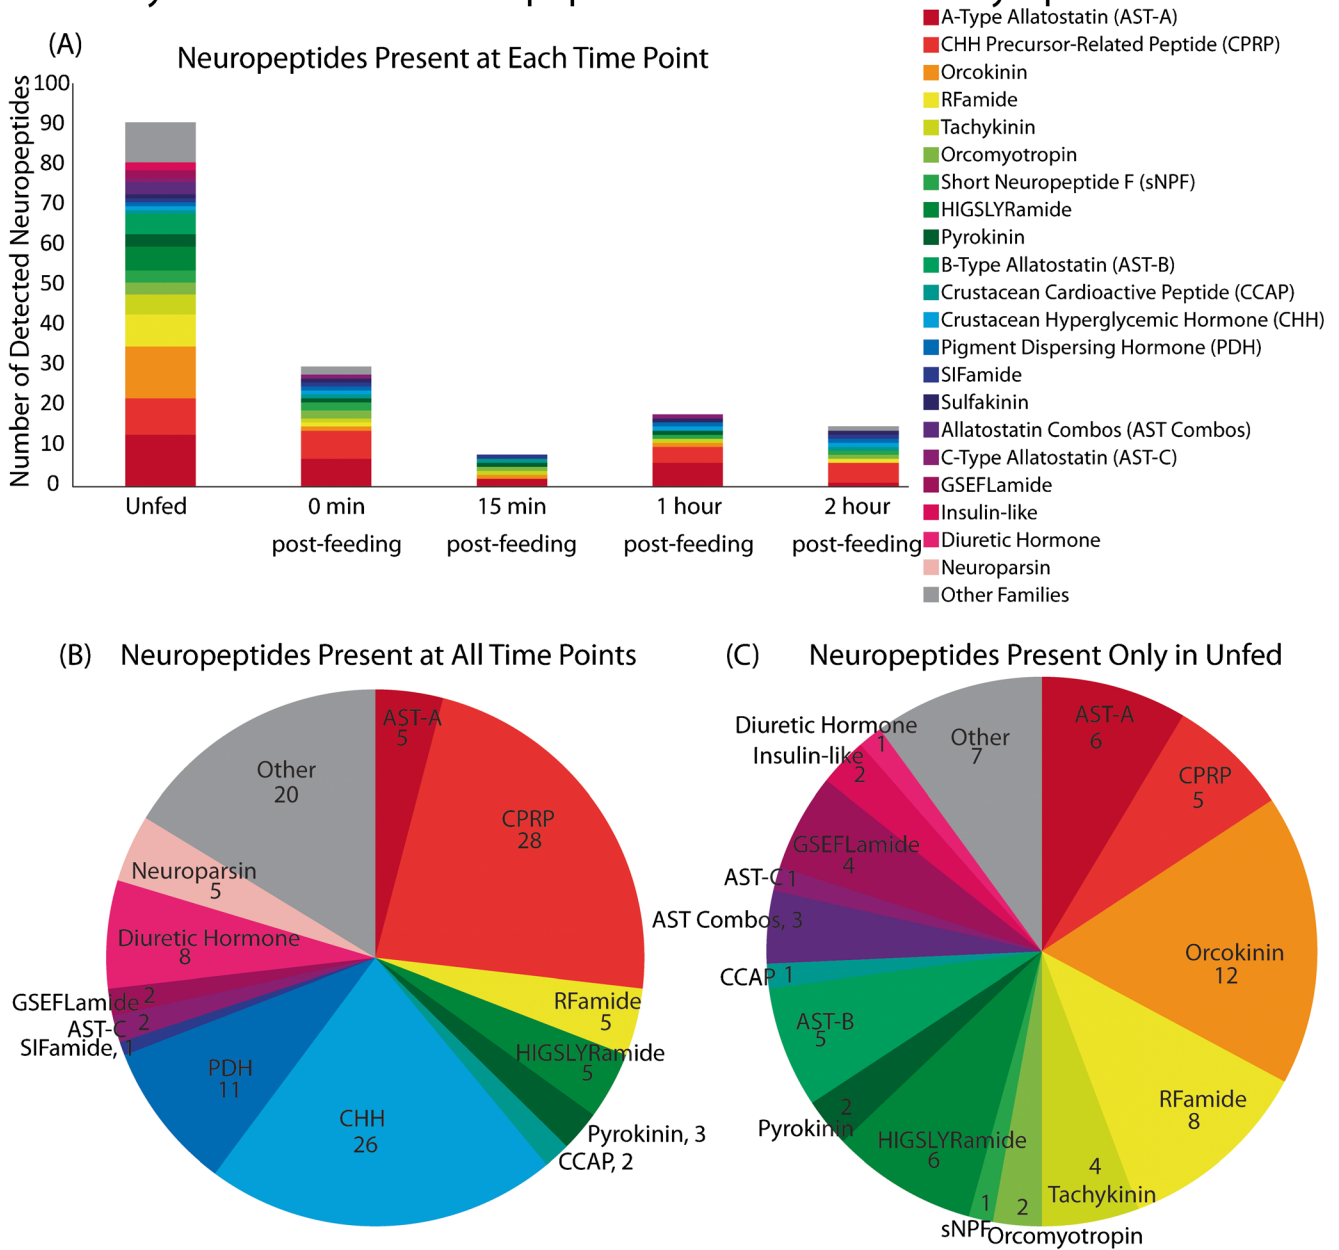 (A)
Neuropeptides Present at Each Time Point
Number of Detected Neuropeptides
100
90
80
70
60
50
40
30
20
10
0
Unfed
0 min
post-feeding
15 min
post-feeding
1 hour
post-feeding
2 hour
post-feeding
A-Type Allatostatin (AST-A)
CHH Precursor-Related Peptide (CPRP)
Orcokinin
RFamide
Tachykinin
Orcomyotropin
Short Neuropeptide F (sNPF)
HIGSLYRamide
Pyrokinin
B-Type Allatostatin (AST-B)
Crustacean Cardioactive Peptide (CCAP)
Crustacean Hyperglycemic Hormone (CHH)
Pigment Dispersing Hormone (PDH)
SIFamide
Sulfakinin
Allatostatin Combos (AST Combos)
C-Type Allatostatin (AST-C)
GSEFLamide
Insulin-like
Diuretic Hormone
Neuroparsin
Other Families
(B)
Neuropeptides Present at All Time Points
AST-A
5
CPRP
28
RFamide
5
HIGSLYRamide
5
Pyrokinin, 3
CCAP, 2
CHH
26
PDH
11
SIFamide, 1
AST-C
2
GSEFLamide
2
Diuretic Hormone
8
Neuroparsin
5
Other
20
(C)
Neuropeptides Present Only in Unfed
AST-A
6
CPRP
5
Orcokinin
12
RFamide
8
4
Tachykinin
2
Orcomyotropin
1
sNPF
HIGSLYRamide
6
2
Pyrokinin
AST-B
5
CCAP 1
AST Combos, 3
AST-C 1
GSEFLamide
4
Insulin-like
2
Diuretic Hormone
1
Other
7